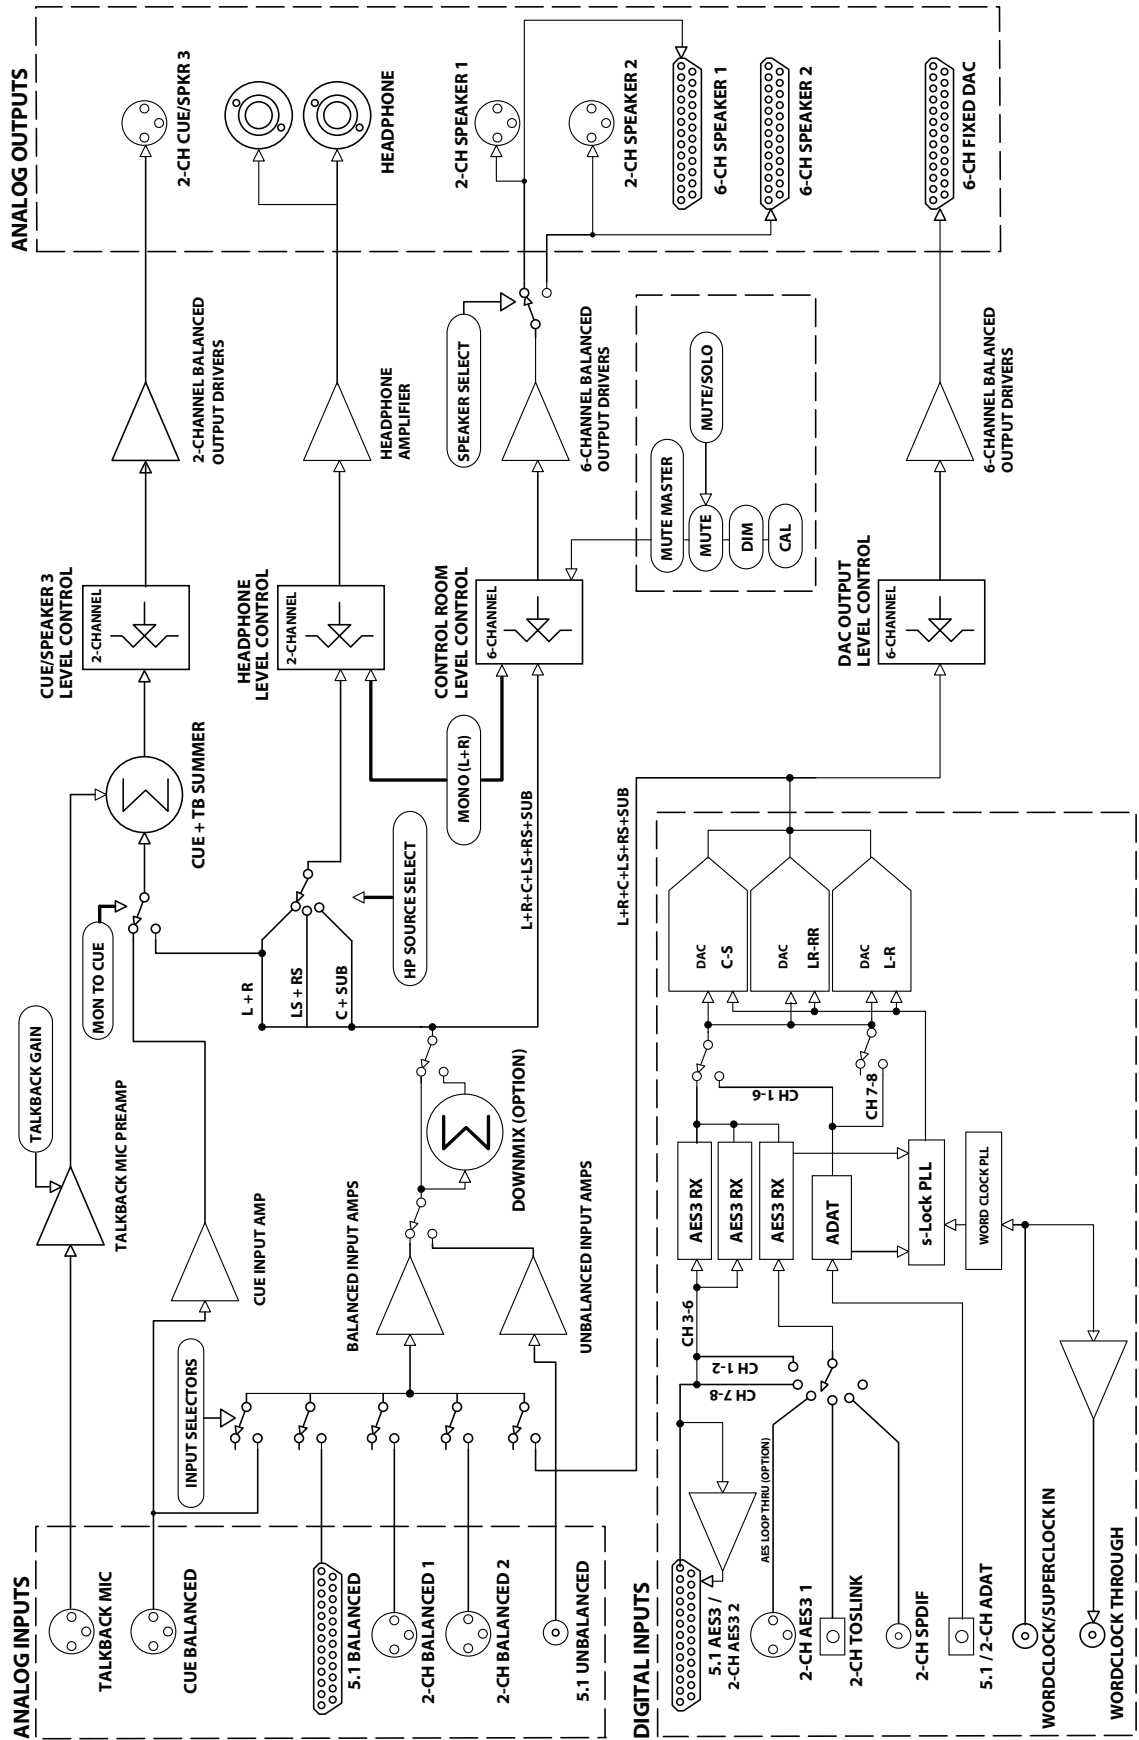 ANALOG INPUTS
TALKBACK MIC
CUE BALANCED
5.1 BALANCED
2-CH BALANCED 1
2-CH BALANCED 2
5.1 UNBALANCED
TALKBACK GAIN
TALKBACK MIC PREAMP
CUE INPUT AMP
INPUT SELECTORS
BALANCED INPUT AMPS
UNBALANCED INPUT AMPS
DOWNMIX (OPTION)
MON TO CUE
CUE + TB SUMMER
L + R
LS + RS
C + SUB
HP SOURCE SELECT
MONO (L+R)
L+R+C+LS+RS+SUB
L+R+C+LS+RS+SUB
CUE/SPEAKER 3
LEVEL CONTROL
2-CHANNEL
HEADPHONE
LEVEL CONTROL
2-CHANNEL
CONTROL ROOM
LEVEL CONTROL
6-CHANNEL
DAC OUTPUT
LEVEL CONTROL
6-CHANNEL
MUTE MASTER
MUTE
DIM
CAL
MUTE/SOLO
2-CHANNEL BALANCED
OUTPUT DRIVERS
HEADPHONE
AMPLIFIER
SPEAKER SELECT
6-CHANNEL BALANCED
OUTPUT DRIVERS
6-CHANNEL BALANCED
OUTPUT DRIVERS
ANALOG OUTPUTS
2-CH CUE/SPKR 3
HEADPHONE
2-CH SPEAKER 1
2-CH SPEAKER 2
6-CH SPEAKER 1
6-CH SPEAKER 2
6-CH FIXED DAC
DIGITAL INPUTS
5.1 AES3 /
2-CH AES3 2
2-CH AES3 1
2-CH TOSLINK
2-CH SPDIF
5.1 / 2-CH ADAT
WORDCLOCK/SUPERCLOCK IN
WORDCLOCK THROUGH
AES LOOP THRU (OPTION)
CH 7-8
CH 1-2
CH 3-6
AES3 RX
AES3 RX
AES3 RX
ADAT
s-Lock PLL
WORD CLOCK PLL
CH 1-6
CH 7-8
DAC
C-S
DAC
LR-RR
DAC
L-R